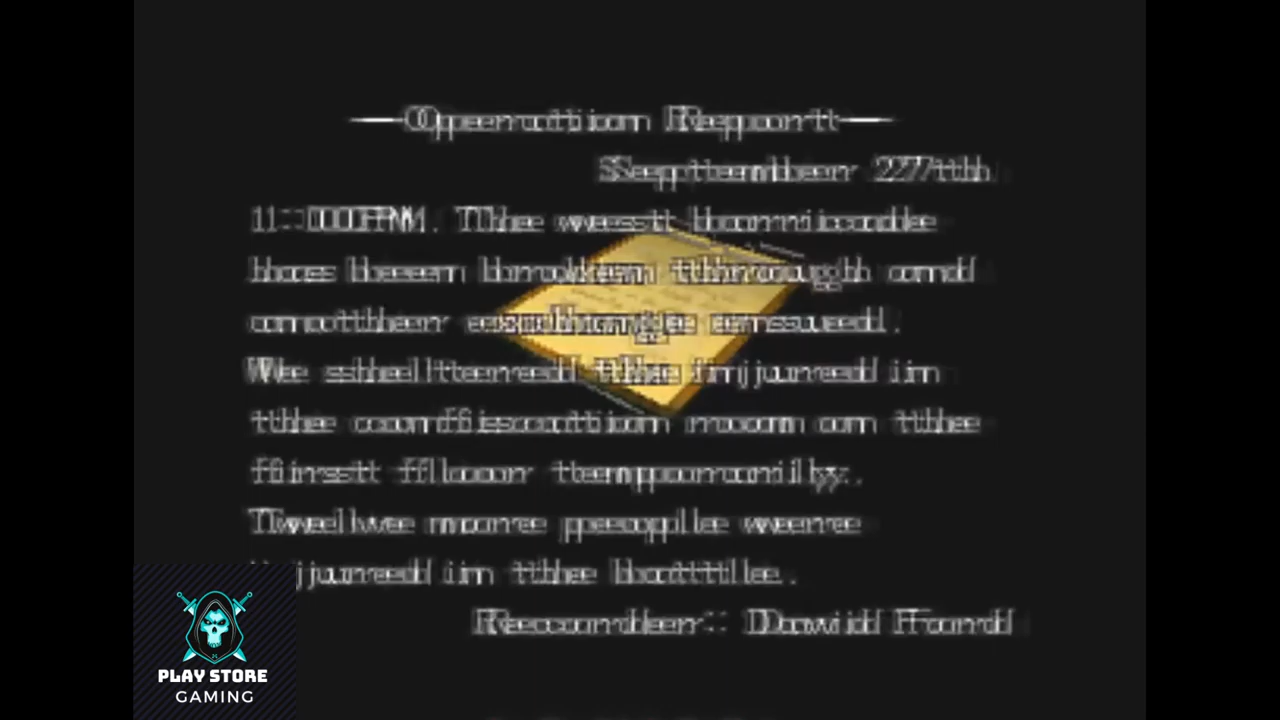 Operation Report
September 27th
1:00PM. The west barricade
has been broken through and
another exchange ensued.
We sheltered the injured in
the confiscation room on the
first floor temporarily.
Twelve more people were
injured in the battle.
Recorder: David Ford
PLAY STORE
GAMING